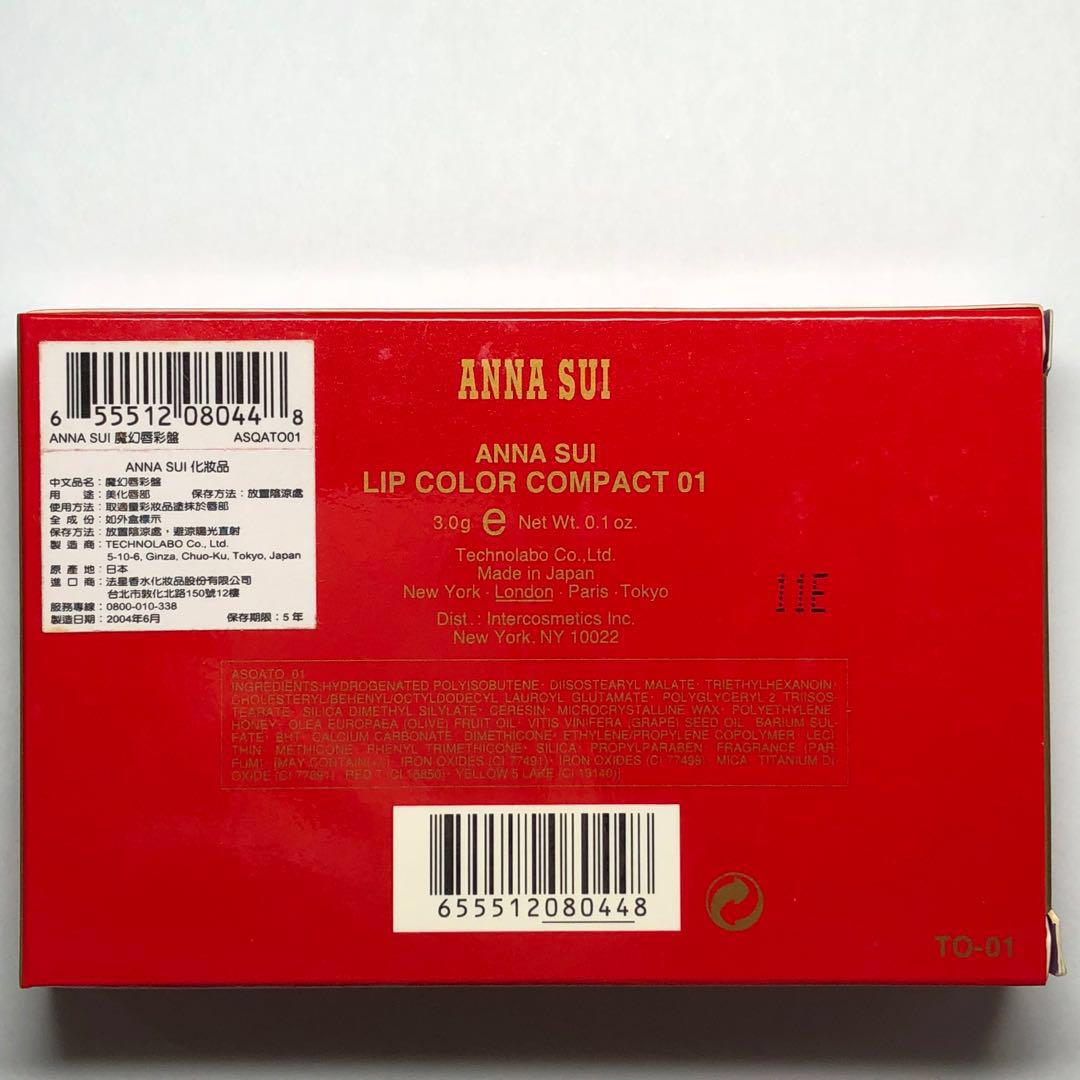 6 55512 08044 8
ANNA SUI 魔幻唇彩盤 ASQATO01
ANNA SUI 化妝品
中文品名：魔幻唇彩盤
用 途：美化唇部 保存方法：放置陰涼處
使用方法：取適量彩妝品塗抹於唇部
全 成 份：如外盒標示
保存方法：放置陰涼處，避涼陽光直射
製 造 商：TECHNOLABO Co., Ltd.
5-10-6, Ginza, Chuo-Ku, Tokyo, Japan
原 產 地：日本
進 口 商：法星香水化妝品股份有限公司
台北市敦化北路150號12樓
服務專線：0800-010-338
製造日期：2004年6月 保存期限：5 年
ANNA SUI
ANNA SUI
LIP COLOR COMPACT 01
3.0g e Net Wt. 0.1 oz.
Technolabo Co.,Ltd.
Made in Japan
New York · London · Paris · Tokyo
Dist.: Intercosmetics Inc.
New York, NY 10022
11E
ASQATO 01
INGREDIENTS:HYDROGENATED POLYISOBUTENE· DIISOSTEARYL MALATE· TRIETHYLHEXANOIN·
CHOLESTERYL/BEHENYL/OCTYLDODECYL LAUROYL GLUTAMATE· POLYGLYCERYL 2 TRIISOS-
TEARATE· SILICA DIMETHYL SILYLATE· CERESIN· MICROCRYSTALLINE WAX· POLYETHYLENE·
HONEY· OLEA EUROPAEA (OLIVE) FRUIT OIL· VITIS VINIFERA (GRAPE) SEED OIL· BARIUM SUL-
FATE· BHT· CALCIUM CARBONATE· DIMETHICONE· ETHYLENE/PROPYLENE COPOLYMER· LECI
THIN· METHICONE· PHENYL TRIMETHICONE· SILICA· PROPYLPARABEN· FRAGRANCE (PAR
FUM)· [MAY CONTAIN(+/-): IRON OXIDES (CI 77491)· IRON OXIDES (CI 77499)· MICA· TITANIUM DI
OXIDE (CI 77891)· RED 7 (CI 15850)· YELLOW 5 LAKE (CI 19140)]
655512080448
TO-01